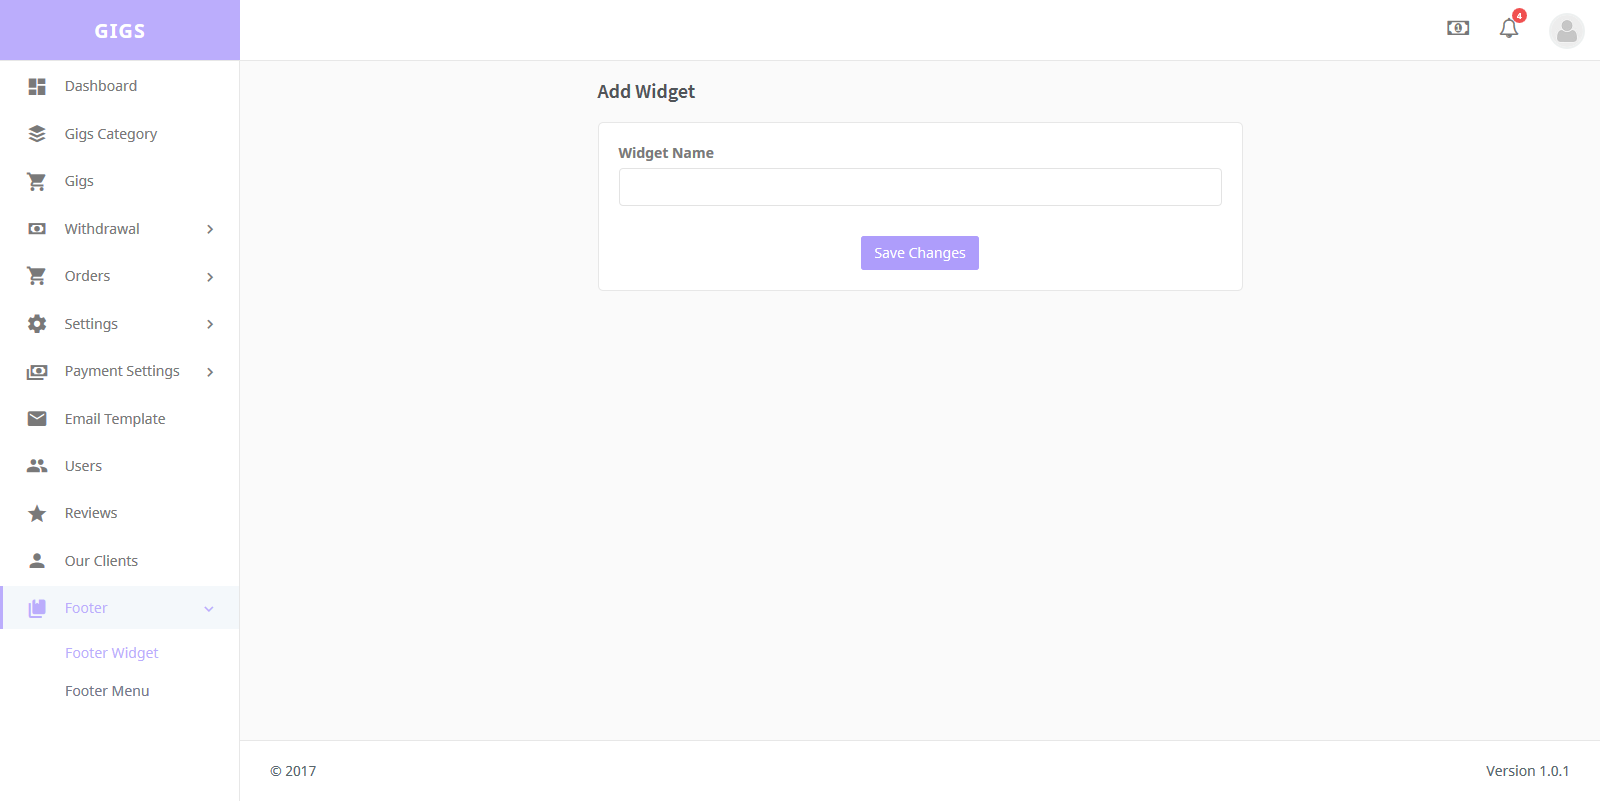 GIGS
4
Dashboard
Gigs Category
Gigs
Withdrawal
Orders
Settings
Payment Settings
Email Template
Users
Reviews
Our Clients
Footer
Footer Widget
Footer Menu
Add Widget
Widget Name
Save Changes
© 2017
Version 1.0.1